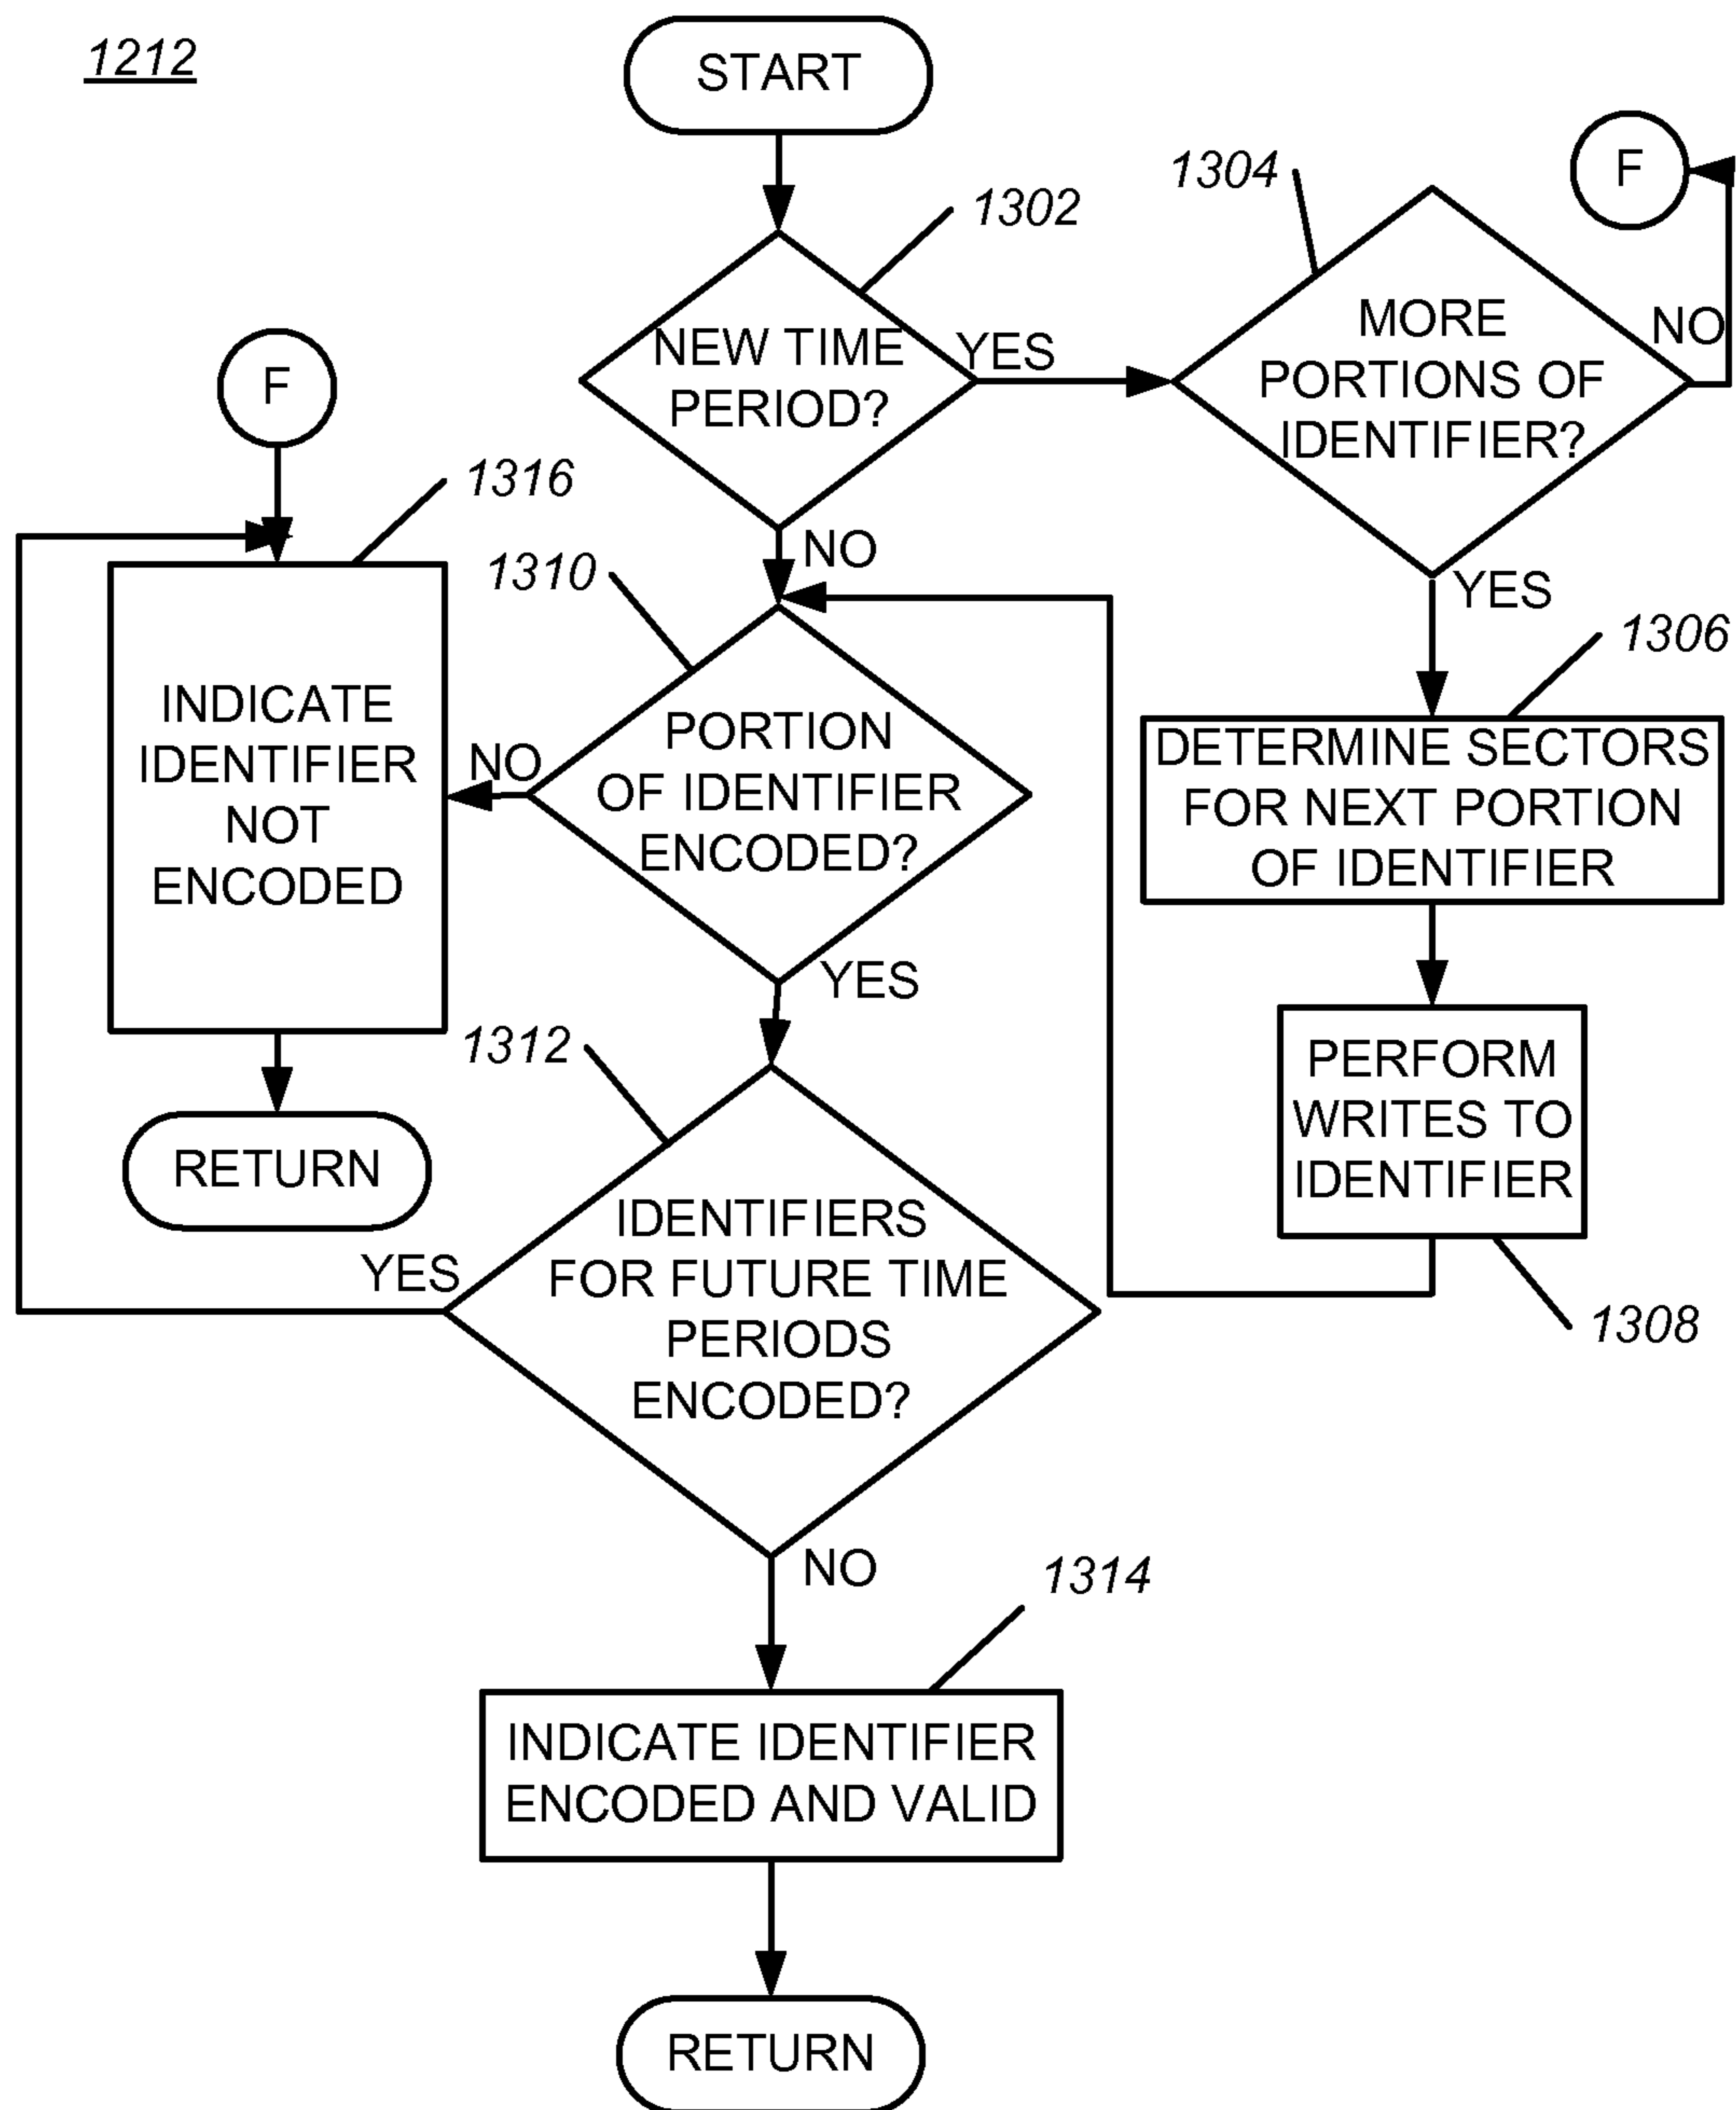 1212
START
F
1304
1302
MORE
PORTIONS OF
IDENTIFIER?
NO
NEW TIME
PERIOD?
YES
F
1316
NO
1310
YES
1306
INDICATE
IDENTIFIER
NOT
ENCODED
NO
PORTION
OF IDENTIFIER
ENCODED?
DETERMINE SECTORS
FOR NEXT PORTION
OF IDENTIFIER
YES
1312
PERFORM
WRITES TO
IDENTIFIER
RETURN
IDENTIFIERS
FOR FUTURE TIME
PERIODS
ENCODED?
YES
1308
NO
1314
INDICATE IDENTIFIER
ENCODED AND VALID
RETURN